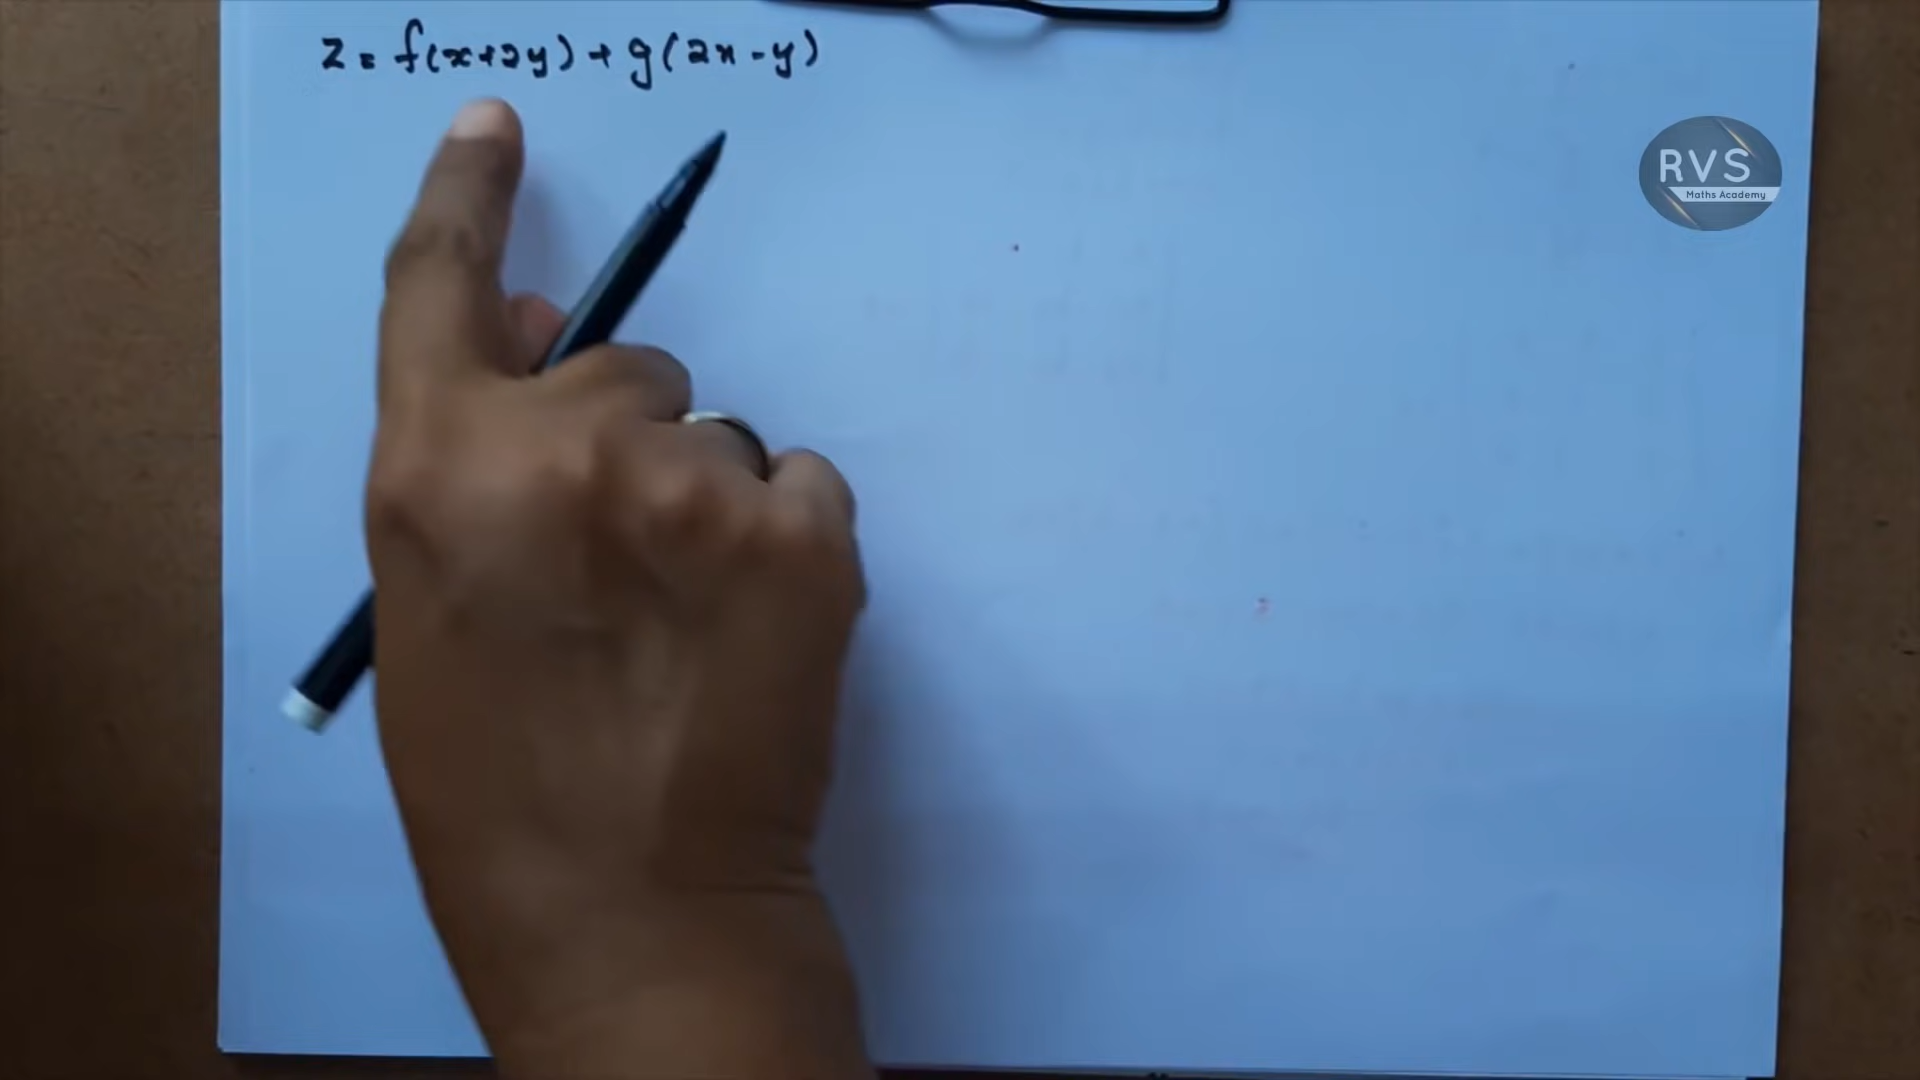 z = f(x+2y) + g(2x-y)
RVS
Maths Academy